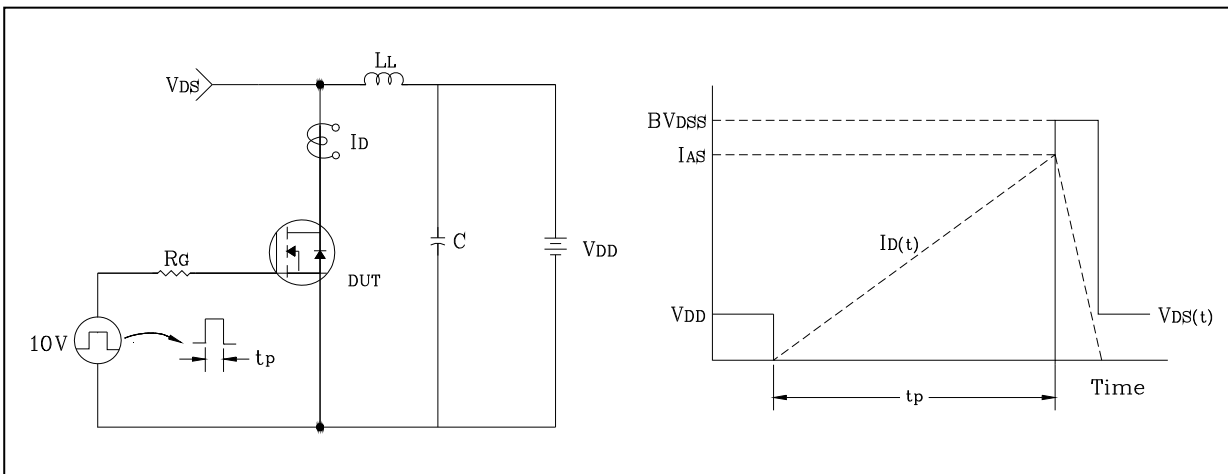 LL
VDS
ID
RG
DUT
C
VDD
10V
tp
BVDSS
IAS
ID(t)
VDD
VDS(t)
Time
tp